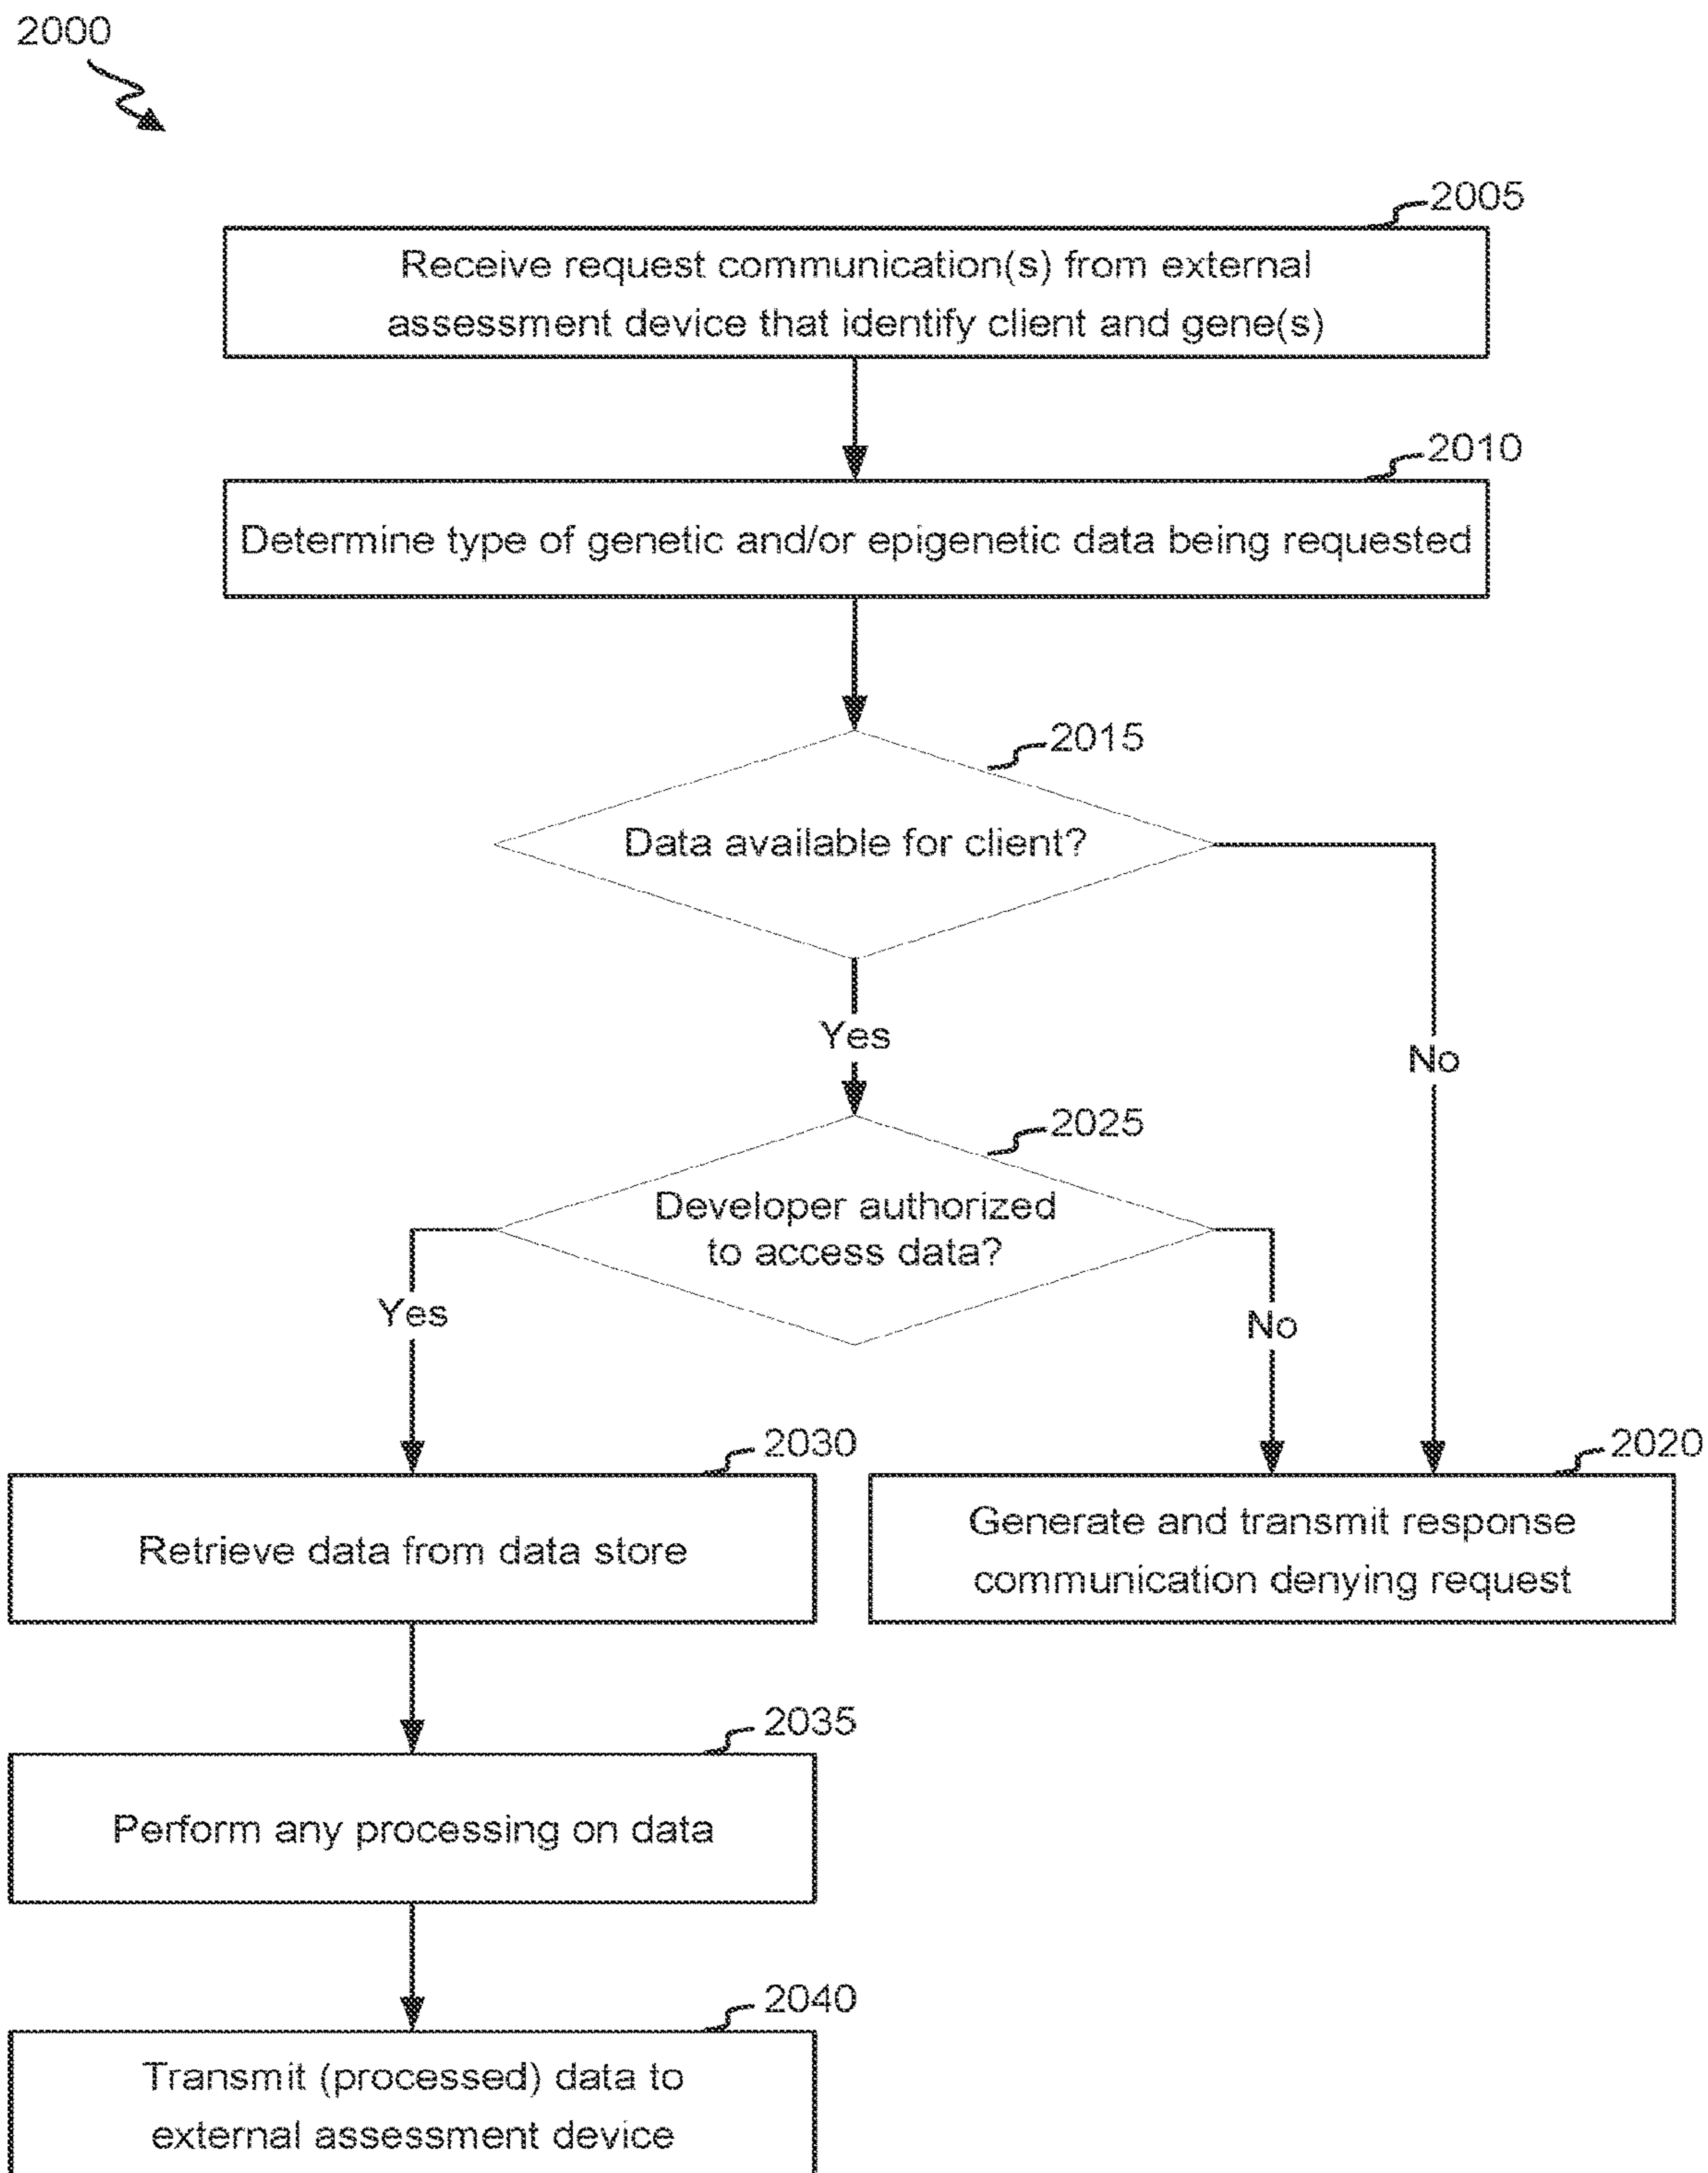 2000
2005
Receive request communication(s) from external
assessment device that identify client and gene(s)
2010
Determine type of genetic and/or epigenetic data being requested
2015
Data available for client?
Yes
No
2025
Developer authorized
to access data?
Yes
No
2030
Retrieve data from data store
2020
Generate and transmit response
communication denying request
2035
Perform any processing on data
2040
Transmit (processed) data to
external assessment device